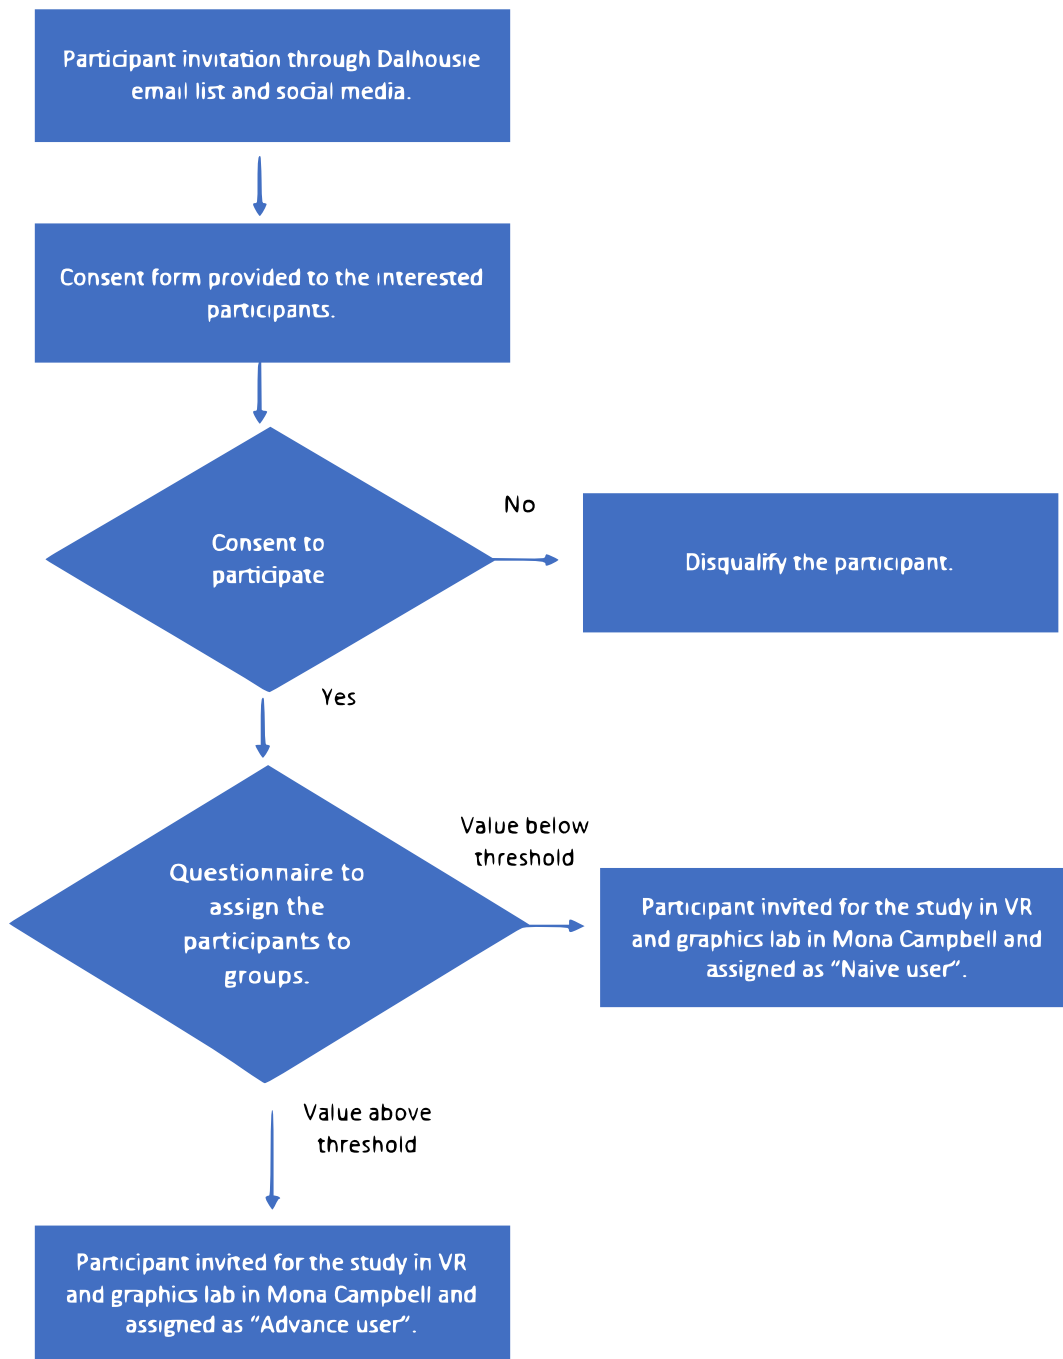 Participant invitation through Dalhousie
email list and social media.
Consent form provided to the interested
participants.
Consent to
participate
No
Disqualify the participant.
Yes
Questionnaire to
assign the
participants to
groups.
Value below
threshold
Participant invited for the study in VR
and graphics lab in Mona Campbell and
assigned as “Naive user”.
Value above
threshold
Participant invited for the study in VR
and graphics lab in Mona Campbell and
assigned as “Advance user”.